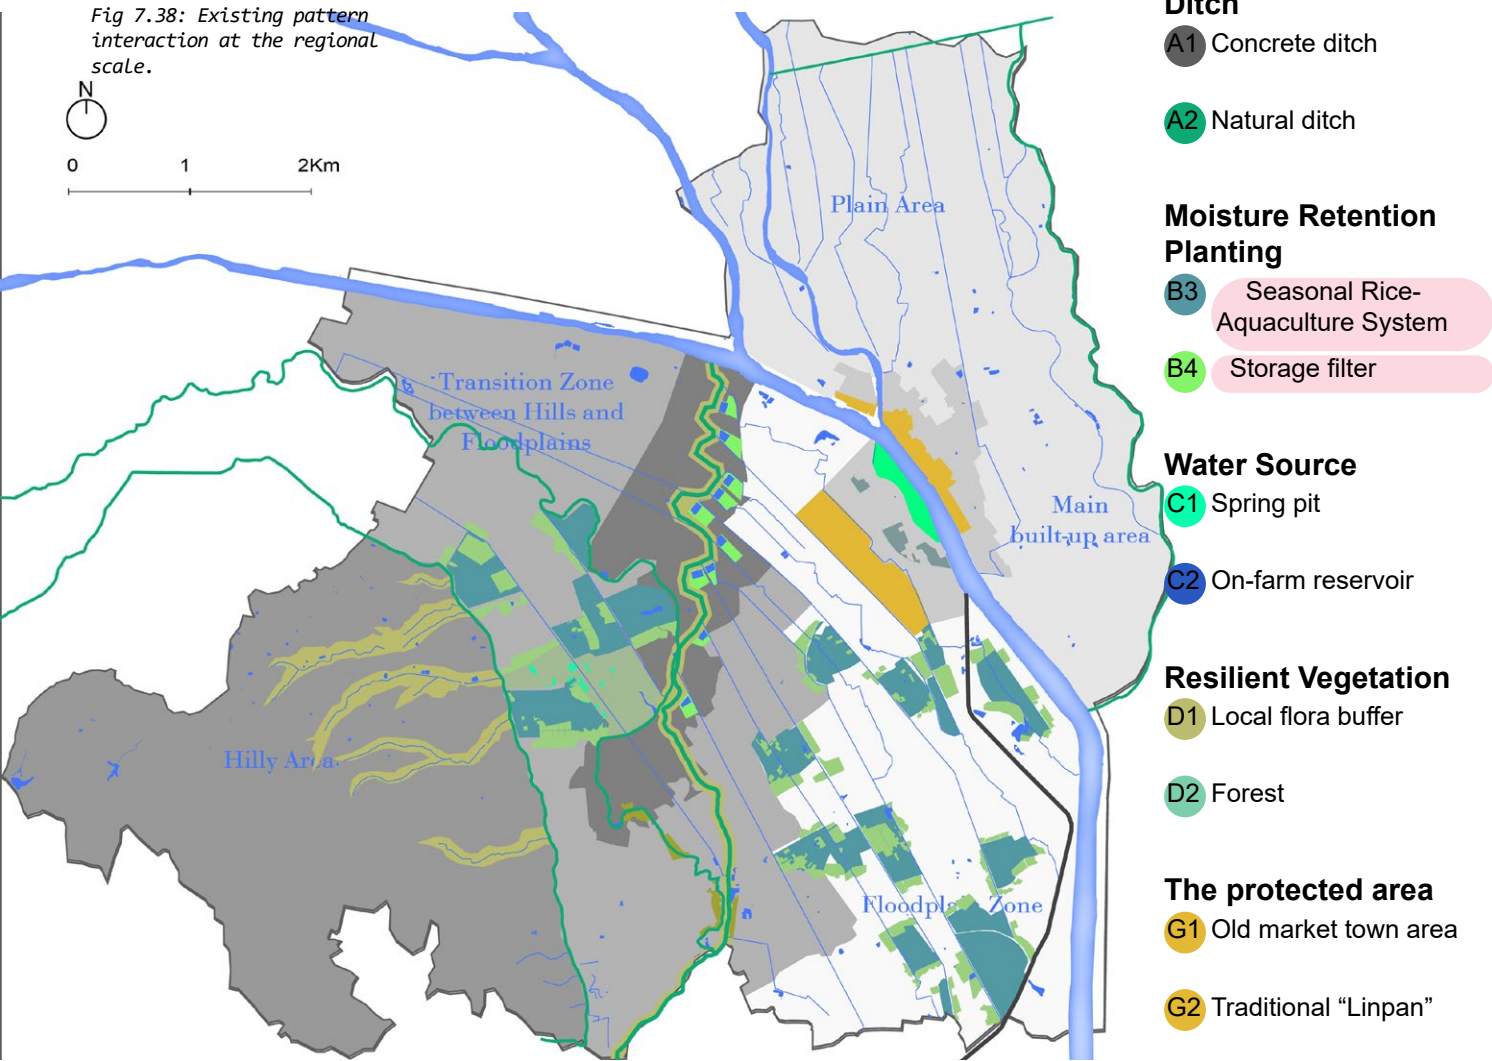 Fig 7.38: Existing pattern
interaction at the regional
scale.
N
0 1 2Km
Plain Area
Transition Zone
between Hills and
Floodplains
Main
built-up area
Hilly Area
Zone
Ditch
A1 Concrete ditch
A2 Natural ditch
Moisture Retention
Planting
B3 Seasonal Rice-
Aquaculture System
B4 Storage filter
Water Source
C1 Spring pit
C2 On-farm reservoir
Resilient Vegetation
D1 Local flora buffer
D2 Forest
The protected area
G1 Old market town area
G2 Traditional “Linpan”